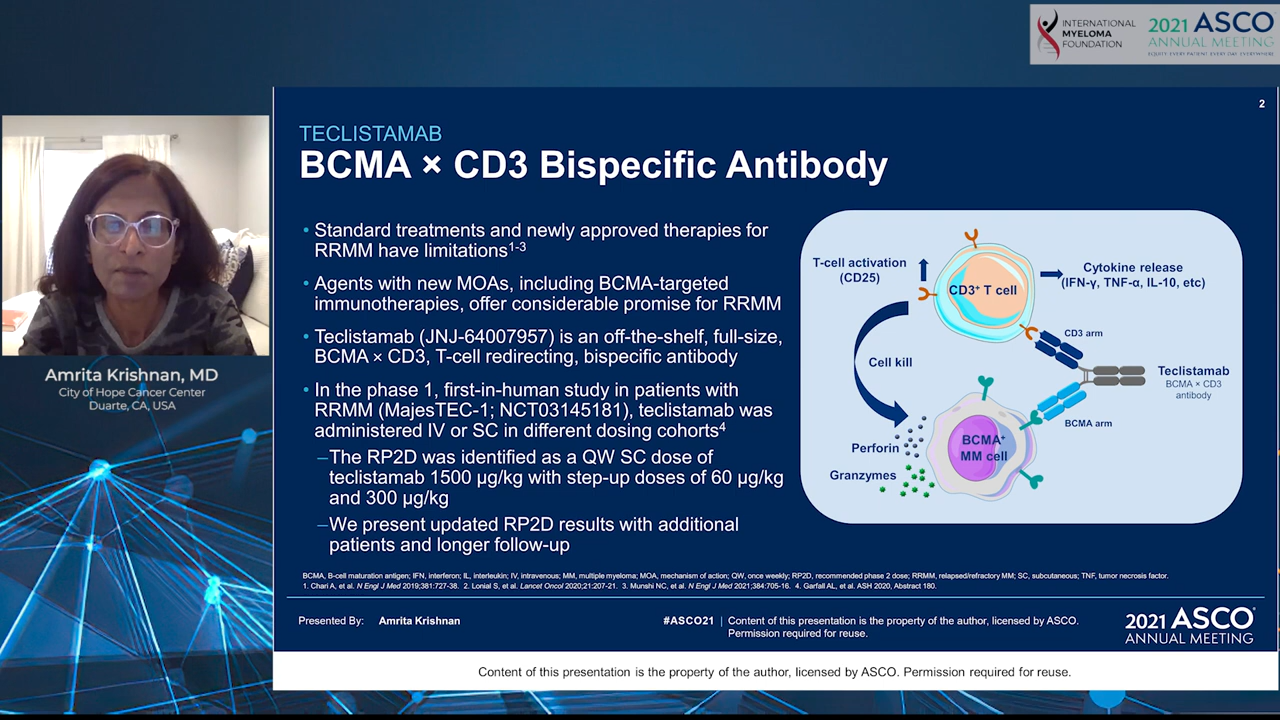 INTERNATIONAL
MYELOMA
FOUNDATION
2021 ASCO
ANNUAL MEETING
EQUITY: EVERY PATIENT. EVERY DAY. EVERYWHERE.
2
TECLISTAMAB
BCMA × CD3 Bispecific Antibody
• Standard treatments and newly approved therapies for
RRMM have limitations1-3
• Agents with new MOAs, including BCMA-targeted
immunotherapies, offer considerable promise for RRMM
• Teclistamab (JNJ-64007957) is an off-the-shelf, full-size,
BCMA × CD3, T-cell redirecting, bispecific antibody
• In the phase 1, first-in-human study in patients with
RRMM (MajesTEC-1; NCT03145181), teclistamab was
administered IV or SC in different dosing cohorts4
–The RP2D was identified as a QW SC dose of
teclistamab 1500 µg/kg with step-up doses of 60 µg/kg
and 300 µg/kg
–We present updated RP2D results with additional
patients and longer follow-up
T-cell activation
(CD25)
CD3+ T cell
Cytokine release
(IFN-γ, TNF-α, IL-10, etc)
CD3 arm
Cell kill
Teclistamab
BCMA × CD3
antibody
BCMA arm
BCMA+
MM cell
Perforin
Granzymes
Amrita Krishnan, MD
City of Hope Cancer Center
Duarte, CA, USA
BCMA, B-cell maturation antigen; IFN, interferon; IL, interleukin; IV, intravenous; MM, multiple myeloma; MOA, mechanism of action; QW, once weekly; RP2D, recommended phase 2 dose; RRMM, relapsed/refractory MM; SC, subcutaneous; TNF, tumor necrosis factor.
1. Chari A, et al. N Engl J Med 2019;381:727-38. 2. Lonial S, et al. Lancet Oncol 2020;21:207-21. 3. Munshi NC, et al. N Engl J Med 2021;384:705-16. 4. Garfall AL, et al. ASH 2020, Abstract 180.
Presented By: Amrita Krishnan
#ASCO21 | Content of this presentation is the property of the author, licensed by ASCO.
Permission required for reuse.
2021 ASCO
ANNUAL MEETING
Content of this presentation is the property of the author, licensed by ASCO. Permission required for reuse.